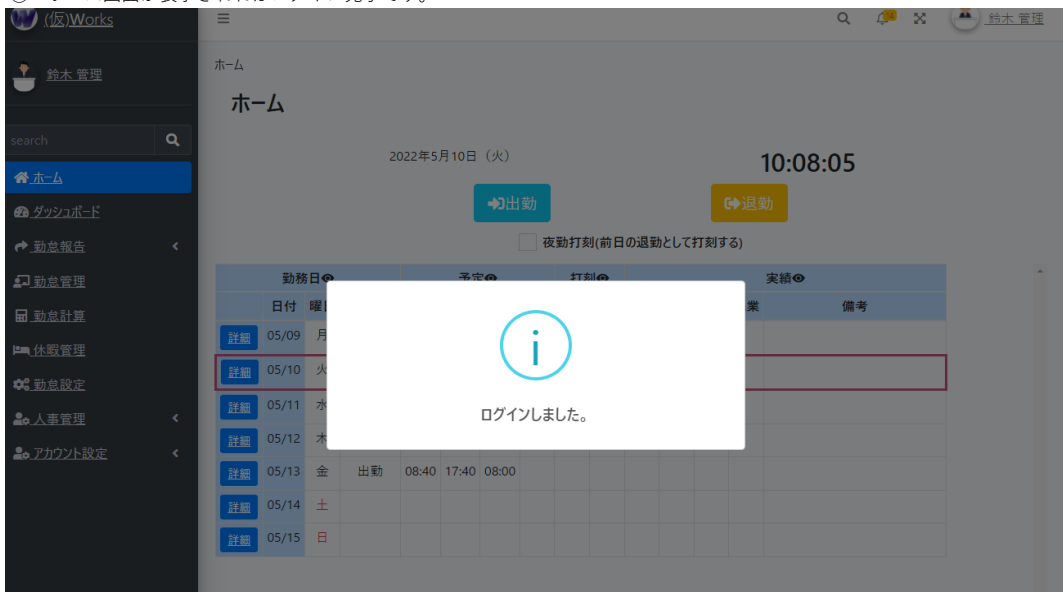 (仮)Works
鈴木 管理
鈴木 管理
search
ホーム
ダッシュボード
勤怠報告
勤怠管理
勤怠計算
休暇管理
勤怠設定
人事管理
アカウント設定
ホーム
ホーム
2022年5月10日（火）
10:08:05
出勤
退勤
夜勤打刻(前日の退勤として打刻する)
勤務日 予定 打刻 実績
日付 備考
詳細 05/09 月
詳細 05/10 火
詳細 05/11 水
詳細 05/12 木
詳細 05/13 金 出勤 08:40 17:40 08:00
詳細 05/14 土
詳細 05/15 日
ログインしました。